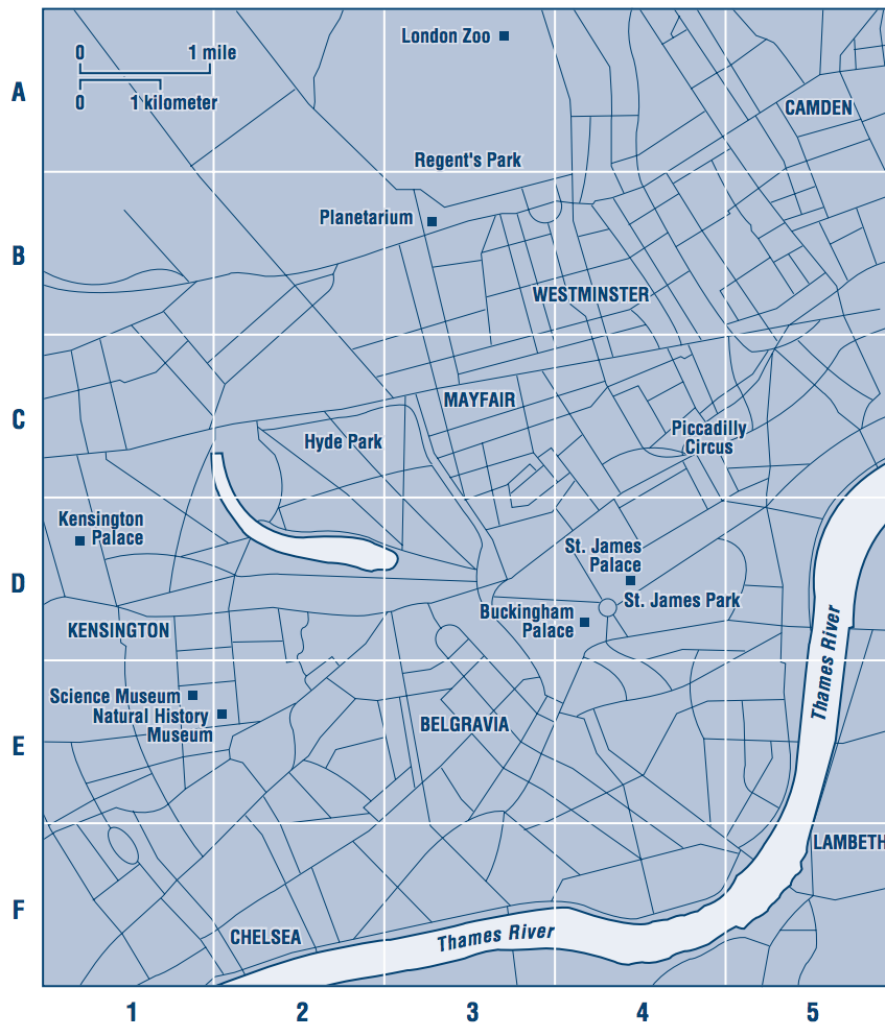 London Zoo
0 1 mile
0 1 kilometer
A
CAMDEN
Regent's Park
Planetarium
B
WESTMINSTER
MAYFAIR
C
Hyde Park
Piccadilly
Circus
Kensington
Palace
St. James
Palace
D
St. James Park
Buckingham
Palace
KENSINGTON
Thames River
Science Museum
Natural History
Museum
BELGRAVIA
E
LAMBETH
F
CHELSEA
Thames River
1 2 3 4 5